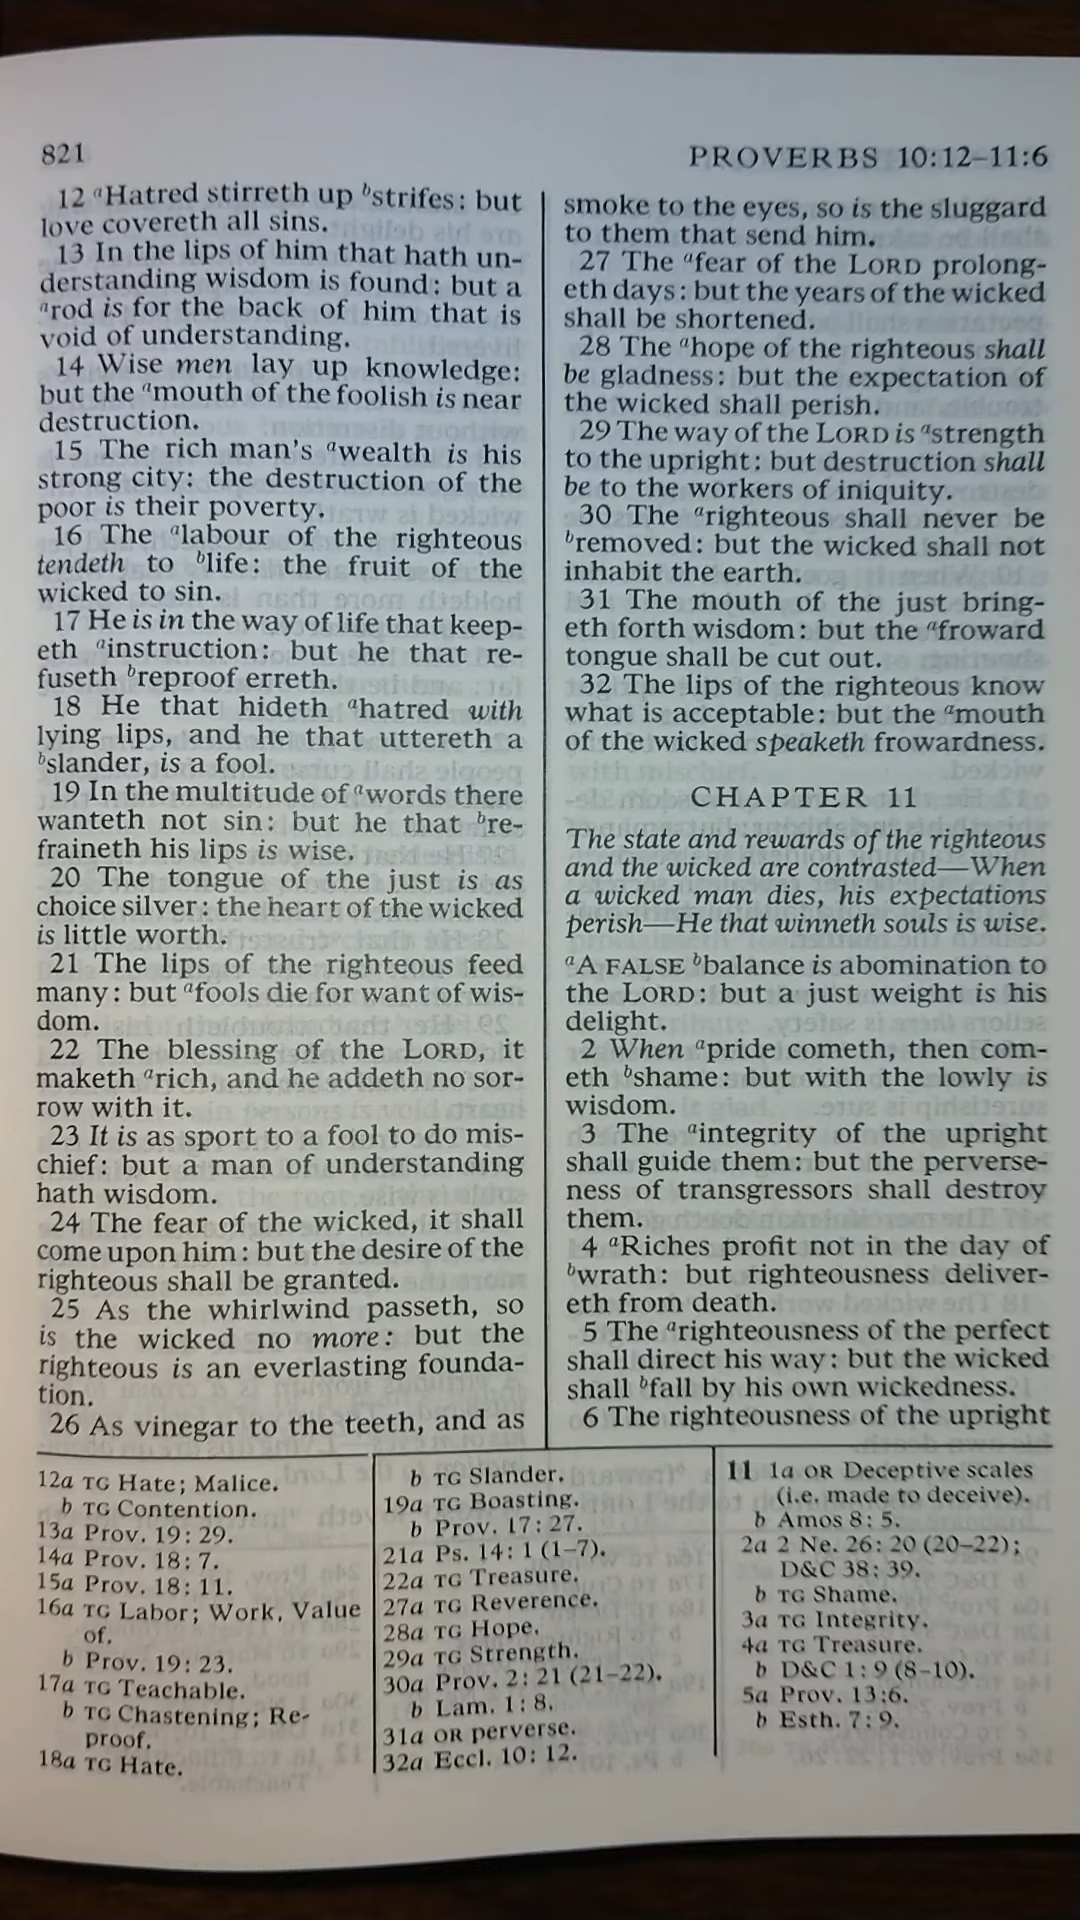 821
PROVERBS 10:12–11:6
12 ᵃHatred stirreth up ᵇstrifes: but
love covereth all sins.
13 In the lips of him that hath un-
derstanding wisdom is found: but a
ᵃrod is for the back of him that is
void of understanding.
14 Wise men lay up knowledge:
but the ᵃmouth of the foolish is near
destruction.
15 The rich man's ᵃwealth is his
strong city: the destruction of the
poor is their poverty.
16 The ᵃlabour of the righteous
tendeth to ᵇlife: the fruit of the
wicked to sin.
17 He is in the way of life that keep-
eth ᵃinstruction: but he that re-
fuseth ᵇreproof erreth.
18 He that hideth ᵃhatred with
lying lips, and he that uttereth a
ᵇslander, is a fool.
19 In the multitude of ᵃwords there
wanteth not sin: but he that ᵇre-
fraineth his lips is wise.
20 The tongue of the just is as
choice silver: the heart of the wicked
is little worth.
21 The lips of the righteous feed
many: but ᵃfools die for want of wis-
dom.
22 The blessing of the LORD, it
maketh ᵃrich, and he addeth no sor-
row with it.
23 It is as sport to a fool to do mis-
chief: but a man of understanding
hath wisdom.
24 The fear of the wicked, it shall
come upon him: but the desire of the
righteous shall be granted.
25 As the whirlwind passeth, so
is the wicked no more: but the
righteous is an everlasting founda-
tion.
26 As vinegar to the teeth, and as
smoke to the eyes, so is the sluggard
to them that send him.
27 The ᵃfear of the LORD prolong-
eth days: but the years of the wicked
shall be shortened.
28 The ᵃhope of the righteous shall
be gladness: but the expectation of
the wicked shall perish.
29 The way of the LORD is ᵃstrength
to the upright: but destruction shall
be to the workers of iniquity.
30 The ᵃrighteous shall never be
ᵇremoved: but the wicked shall not
inhabit the earth.
31 The mouth of the just bring-
eth forth wisdom: but the ᵃfroward
tongue shall be cut out.
32 The lips of the righteous know
what is acceptable: but the ᵃmouth
of the wicked speaketh frowardness.
CHAPTER 11
The state and rewards of the righteous
and the wicked are contrasted—When
a wicked man dies, his expectations
perish—He that winneth souls is wise.
ᵃA FALSE ᵇbalance is abomination to
the LORD: but a just weight is his
delight.
2 When ᵃpride cometh, then com-
eth ᵇshame: but with the lowly is
wisdom.
3 The ᵃintegrity of the upright
shall guide them: but the perverse-
ness of transgressors shall destroy
them.
4 ᵃRiches profit not in the day of
ᵇwrath: but righteousness deliver-
eth from death.
5 The ᵃrighteousness of the perfect
shall direct his way: but the wicked
shall ᵇfall by his own wickedness.
6 The righteousness of the upright
12a TG Hate; Malice.
b TG Contention.
13a Prov. 19:29.
14a Prov. 18:7.
15a Prov. 18:11.
16a TG Labor; Work, Value
of.
b Prov. 19:23.
17a TG Teachable.
b TG Chastening; Re-
proof.
18a TG Hate.
b TG Slander.
19a TG Boasting.
b Prov. 17:27.
21a Ps. 14:1 (1–7).
22a TG Treasure.
27a TG Reverence.
28a TG Hope.
29a TG Strength.
30a Prov. 2:21 (21–22).
b Lam. 1:8.
31a OR perverse.
32a Eccl. 10:12.
11 1a OR Deceptive scales
(i.e. made to deceive).
b Amos 8:5.
2a 2 Ne. 26:20 (20–22);
D&C 38:39.
b TG Shame.
3a TG Integrity.
4a TG Treasure.
b D&C 1:9 (8–10).
5a Prov. 13:6.
b Esth. 7:9.